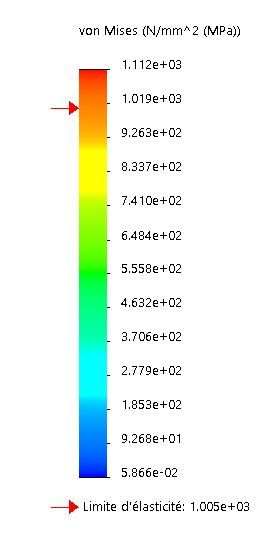 von Mises (N/mm^2 (MPa))
1.112e+03
1.019e+03
9.263e+02
8.337e+02
7.410e+02
6.484e+02
5.558e+02
4.632e+02
3.706e+02
2.779e+02
1.853e+02
9.268e+01
5.866e-02
Limite d'élasticité: 1.005e+03